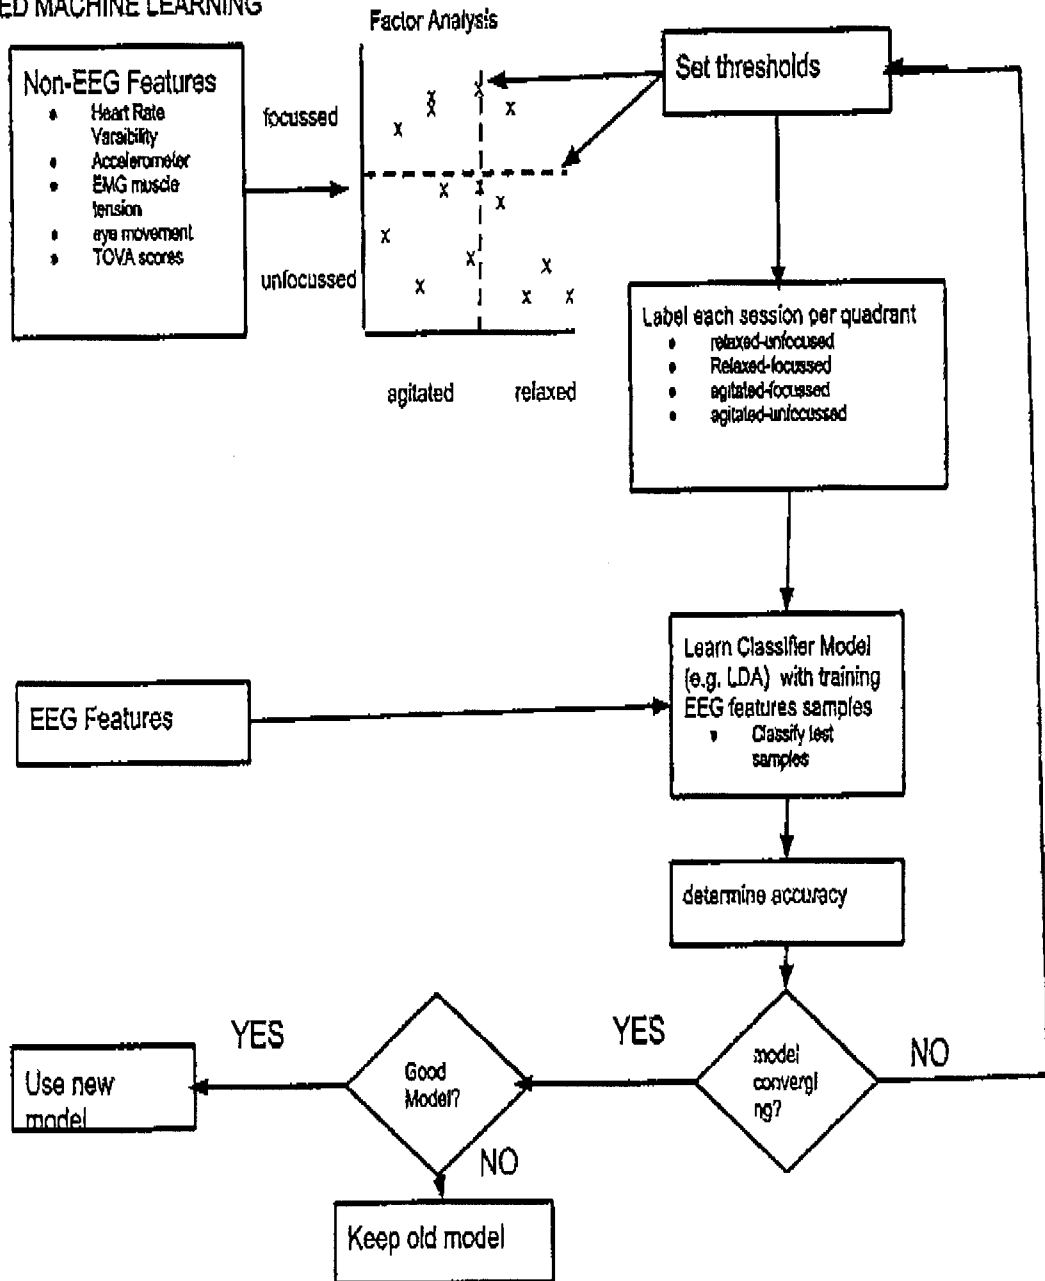 ED MACHINE LEARNING
Factor Analysis
Non-EEG Features
Heart Rate
Varaibility
Accelerometer
EMG muscle
tension
eye movement
TOVA scores
focussed
unfocussed
x
x
x
x
x
x
x
x
x
x
x
x
x
x
agitated
relaxed
Set thresholds
Label each session per quadrant
relaxed-unfocused
Relaxed-focussed
agitated-focussed
agitated-unfocussed
EEG Features
Learn Classifier Model
(e.g. LDA) with training
EEG features samples
Classify test
samples
determine accuracy
model
convergi
ng?
NO
YES
Good
Model?
YES
NO
Use new
model
Keep old model